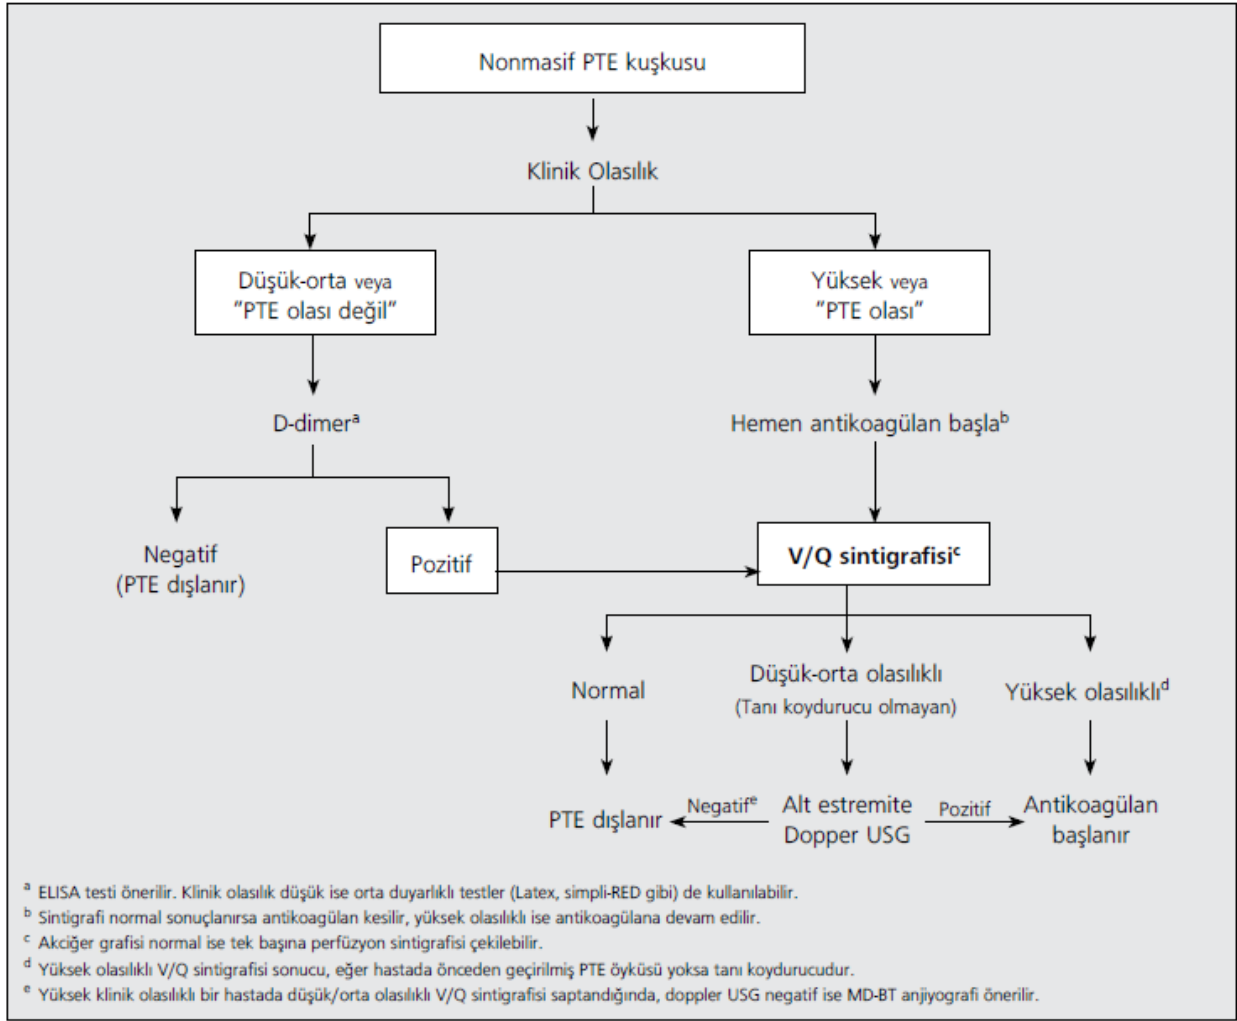 Nonmasif PTE kuşkusu
Klinik Olasılık
Düşük-orta veya
"PTE olası değil"
Yüksek veya
"PTE olası"
D-dimerᵃ
Hemen antikoagülan başlaᵇ
Negatif
(PTE dışlanır)
Pozitif
V/Q sintigrafisiᶜ
Normal
Düşük-orta olasılıklı
(Tanı koydurucu olmayan)
Yüksek olasılıklıᵈ
PTE dışlanır
Negatifᵉ
Alt estremite
Dopper USG
Pozitif
Antikoagülan
başlanır
ᵃ ELISA testi önerilir. Klinik olasılık düşük ise orta duyarlıklı testler (Latex, simpli-RED gibi) de kullanılabilir.
ᵇ Sintigrafi normal sonuçlanırsa antikoagülan kesilir, yüksek olasılıklı ise antikoagülana devam edilir.
ᶜ Akciğer grafisi normal ise tek başına perfüzyon sintigrafisi çekilebilir.
ᵈ Yüksek olasılıklı V/Q sintigrafisi sonucu, eğer hastada önceden geçirilmiş PTE öyküsü yoksa tanı koydurucudur.
ᵉ Yüksek klinik olasılıklı bir hastada düşük/orta olasılıklı V/Q sintigrafisi saptandığında, doppler USG negatif ise MD-BT anjiyografi önerilir.